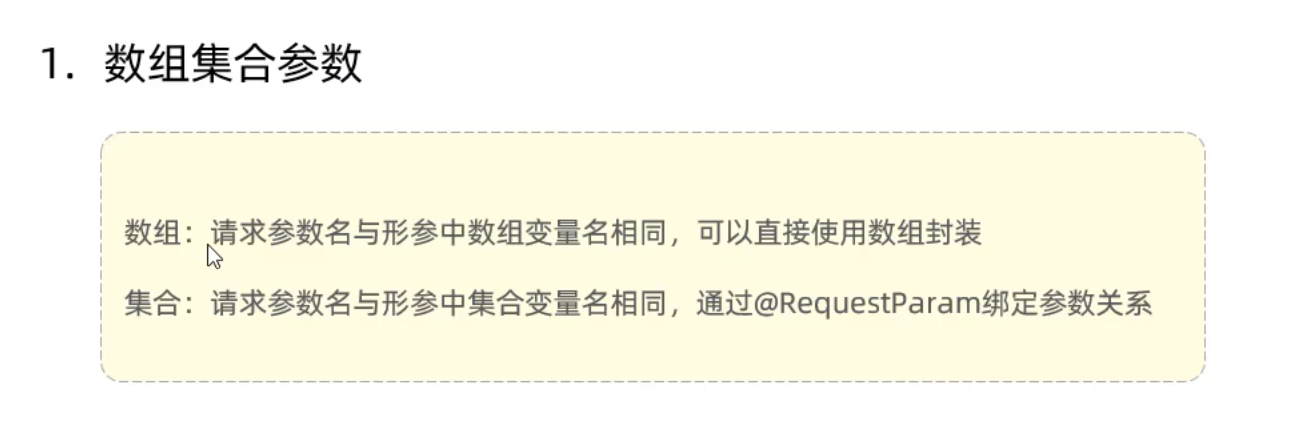 1. 数组集合参数
数组：请求参数名与形参中数组变量名相同，可以直接使用数组封装
集合：请求参数名与形参中集合变量名相同，通过@RequestParam绑定参数关系